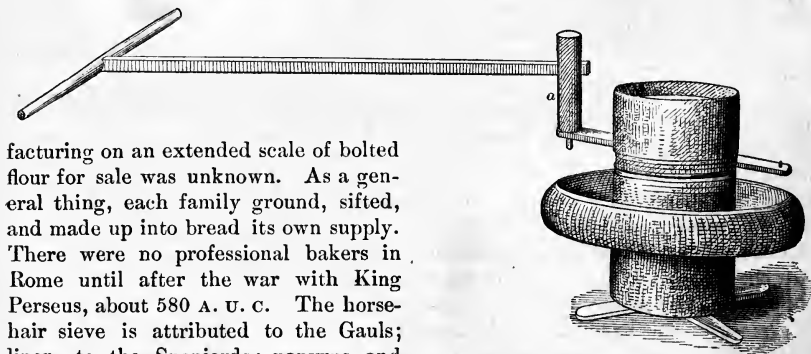 a
facturing on an extended scale of bolted
flour for sale was unknown. As a gen-
eral thing, each family ground, sifted,
and made up into bread its own supply.
There were no professional bakers in
Rome until after the war with King
Perseus, about 580 A. U. C. The horse-
hair sieve is attributed to the Gauls;